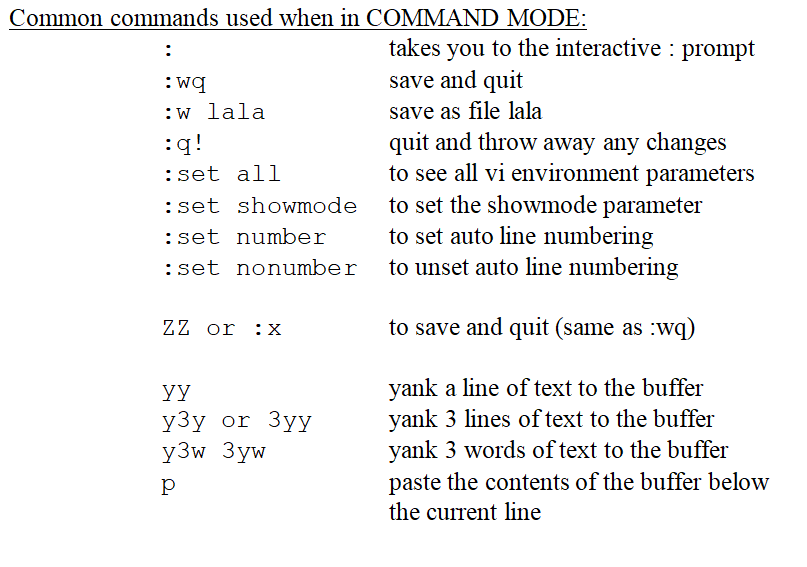 Common commands used when in COMMAND MODE:
: takes you to the interactive : prompt
:wq save and quit
:w lala save as file lala
:q! quit and throw away any changes
:set all to see all vi environment parameters
:set showmode to set the showmode parameter
:set number to set auto line numbering
:set nonumber to unset auto line numbering
ZZ or :x to save and quit (same as :wq)
yy yank a line of text to the buffer
y3y or 3yy yank 3 lines of text to the buffer
y3w 3yw yank 3 words of text to the buffer
p paste the contents of the buffer below
the current line